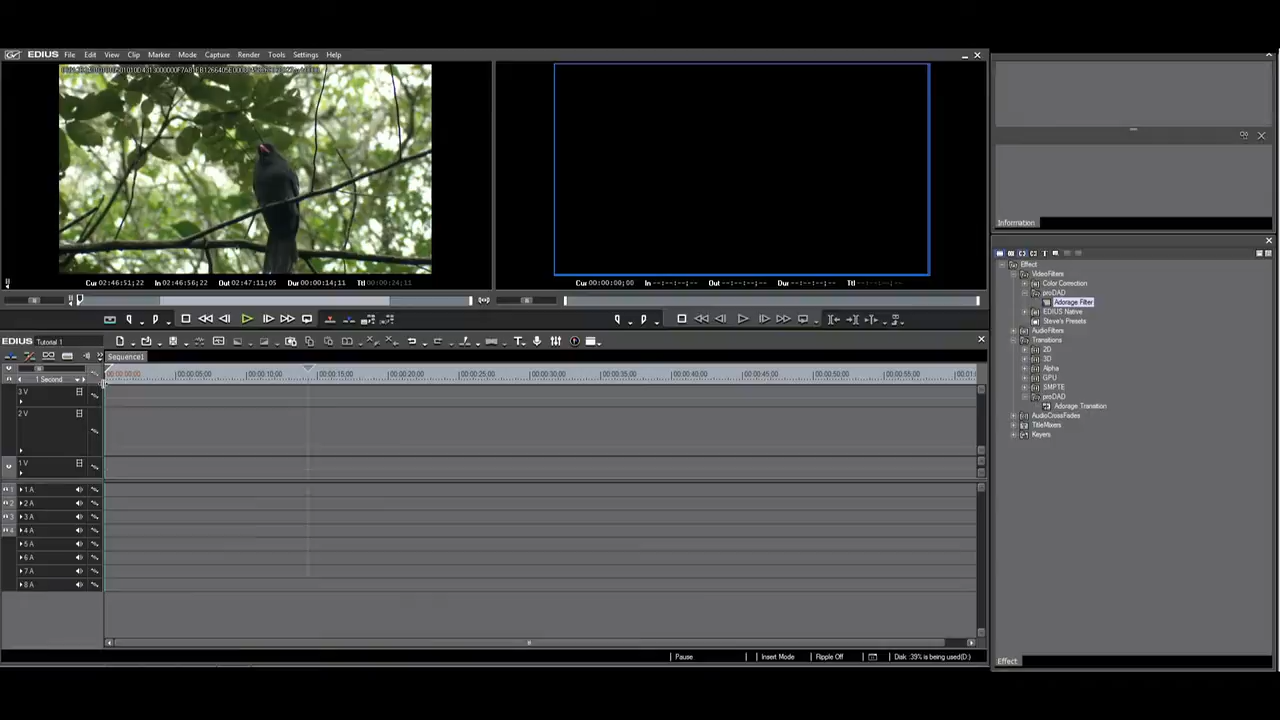 EDIUS File Edit View Clip Marker Mode Capture Render Tools Settings Help
Cur 02:46:51;22 In 02:46:56;22 Out 02:47:11;05 Dur 00:00:14;11 Ttl 00:00:24;11
Cur 00:00:00;00 In --:--:--;-- Out --:--:--;-- Dur --:--:--;-- Ttl --:--:--;--
Information
Effect
VideoFilters
Color Correction
proDAD
Adorage Filter
EDIUS Native
Steve's Presets
AudioFilters
Transitions
2D
3D
Alpha
GPU
SMPTE
proDAD
Adorage Transition
AudioCrossFades
TitleMixers
Keyers
EDIUS Tutorial 1
Sequence1
1 Second
00:00:00;00 00:00:05;00 00:00:10;00 00:00:15;00 00:00:20;00 00:00:25;00 00:00:30;00 00:00:35;00 00:00:40;00 00:00:45;00 00:00:50;00 00:00:55;00
3 V
2 V
1 V
1 A
2 A
3 A
4 A
5 A
6 A
7 A
8 A
Pause Insert Mode Ripple Off Disk :39% is being used(D:)
Effect